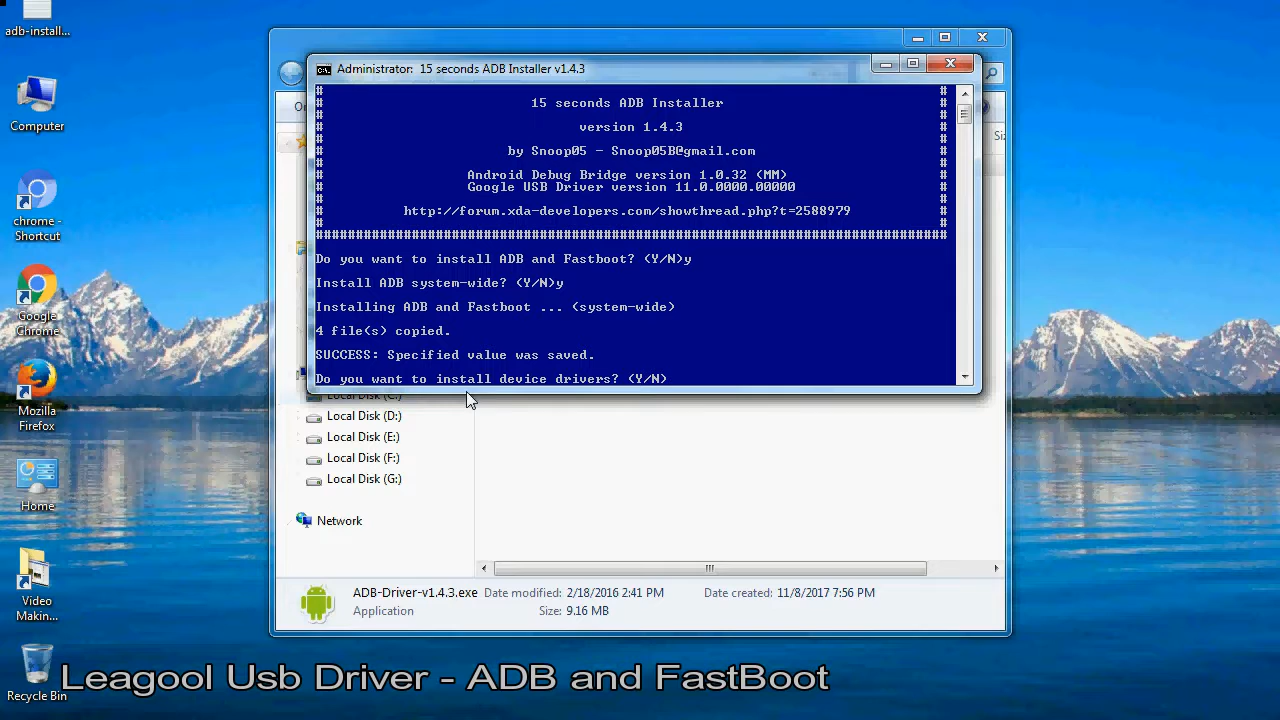 adb-install...
Computer
chrome -
Shortcut
Google
Chrome
Mozilla
Firefox
Home
Video
Makin...
Recycle Bin
Administrator: 15 seconds ADB Installer v1.4.3
# #
# 15 seconds ADB Installer #
# #
# version 1.4.3 #
# #
# by Snoop05 - Snoop05B@gmail.com #
# #
# Android Debug Bridge version 1.0.32 (MM) #
# Google USB Driver version 11.0.0000.00000 #
# #
# http://forum.xda-developers.com/showthread.php?t=2588979 #
# #
###############################################################################
Do you want to install ADB and Fastboot? (Y/N)y
Install ADB system-wide? (Y/N)y
Installing ADB and Fastboot ... (system-wide)
4 file(s) copied.
SUCCESS: Specified value was saved.
Do you want to install device drivers? (Y/N)
Local Disk (C:)
Local Disk (D:)
Local Disk (E:)
Local Disk (F:)
Local Disk (G:)
Network
ADB-Driver-v1.4.3.exe Date modified: 2/18/2016 2:41 PM Date created: 11/8/2017 7:56 PM
Application Size: 9.16 MB
Leagool Usb Driver - ADB and FastBoot